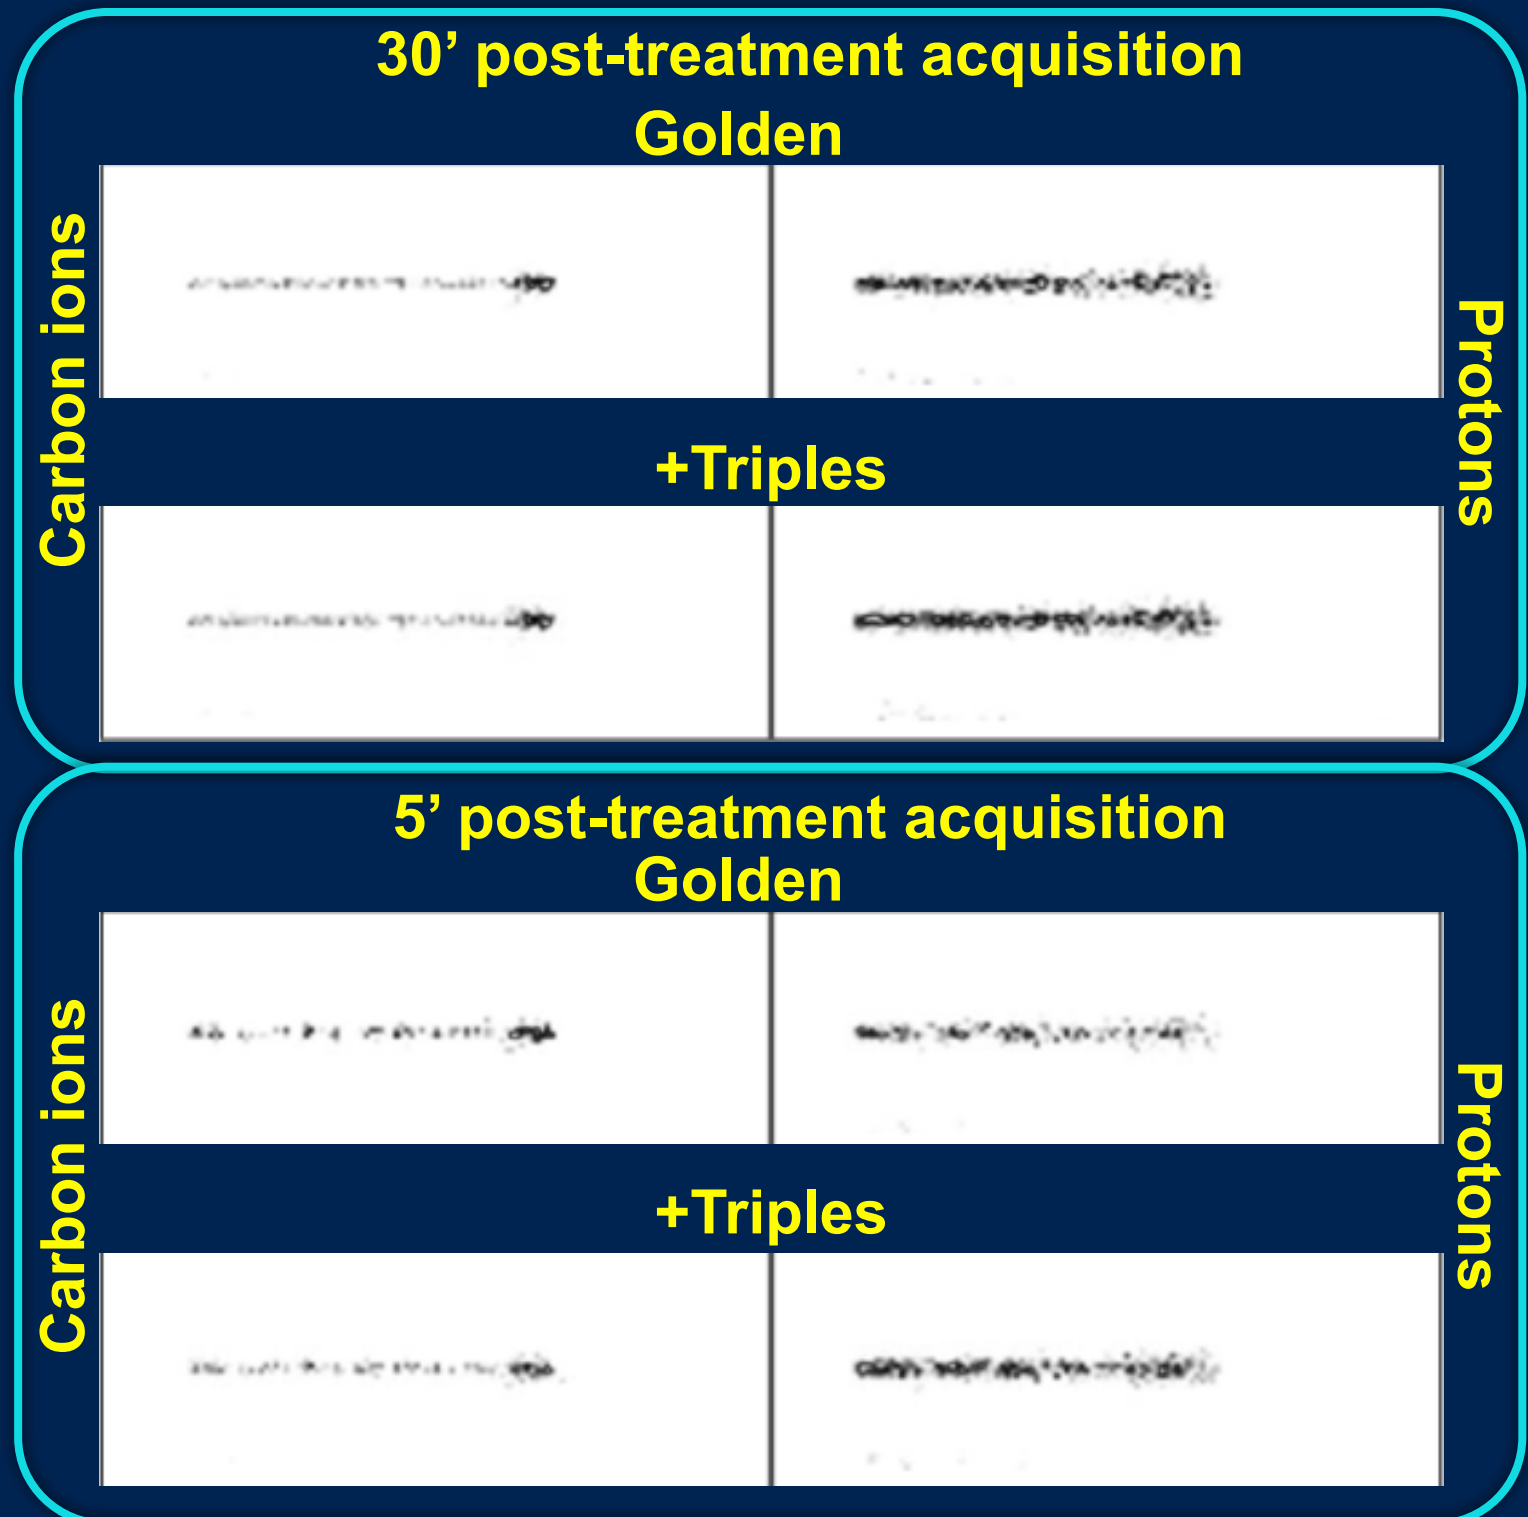 30’ post-treatment acquisition
Golden
Carbon ions
Protons
+Triples
5’ post-treatment acquisition
Golden
Carbon ions
Protons
+Triples